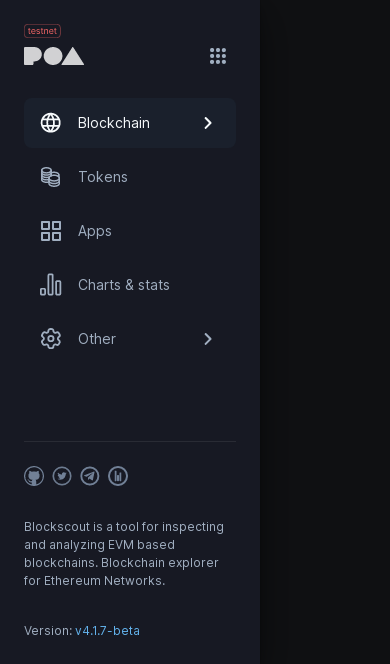 testnet
POA
Blockchain
Tokens
Apps
Charts & stats
Other
Blockscout is a tool for inspecting
and analyzing EVM based
blockchains. Blockchain explorer
for Ethereum Networks.
Version: v4.1.7-beta